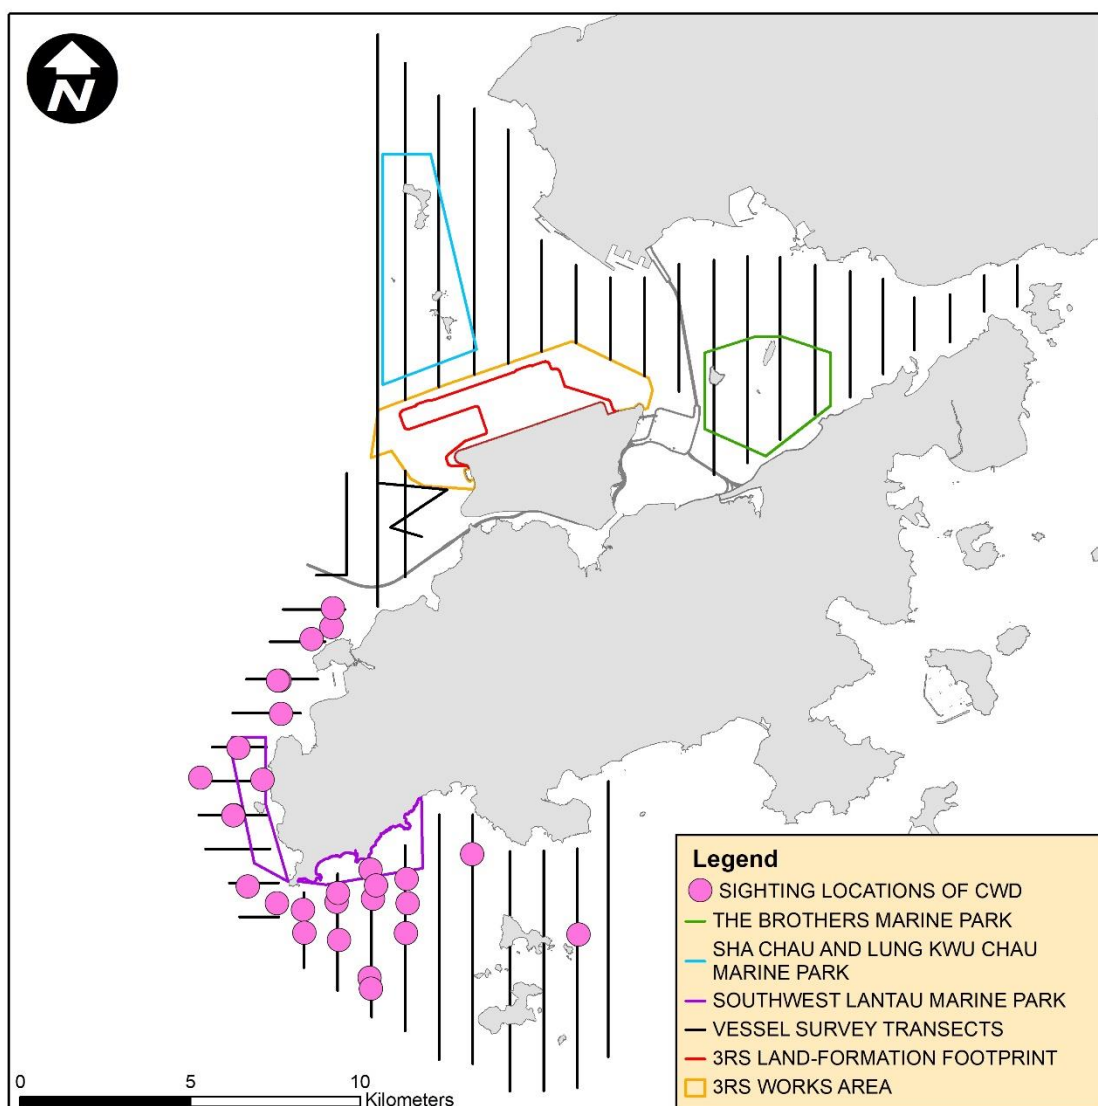 N
Legend
SIGHTING LOCATIONS OF CWD
THE BROTHERS MARINE PARK
SHA CHAU AND LUNG KWU CHAU
MARINE PARK
SOUTHWEST LANTAU MARINE PARK
VESSEL SURVEY TRANSECTS
3RS LAND-FORMATION FOOTPRINT
3RS WORKS AREA
0 5 10
Kilometers